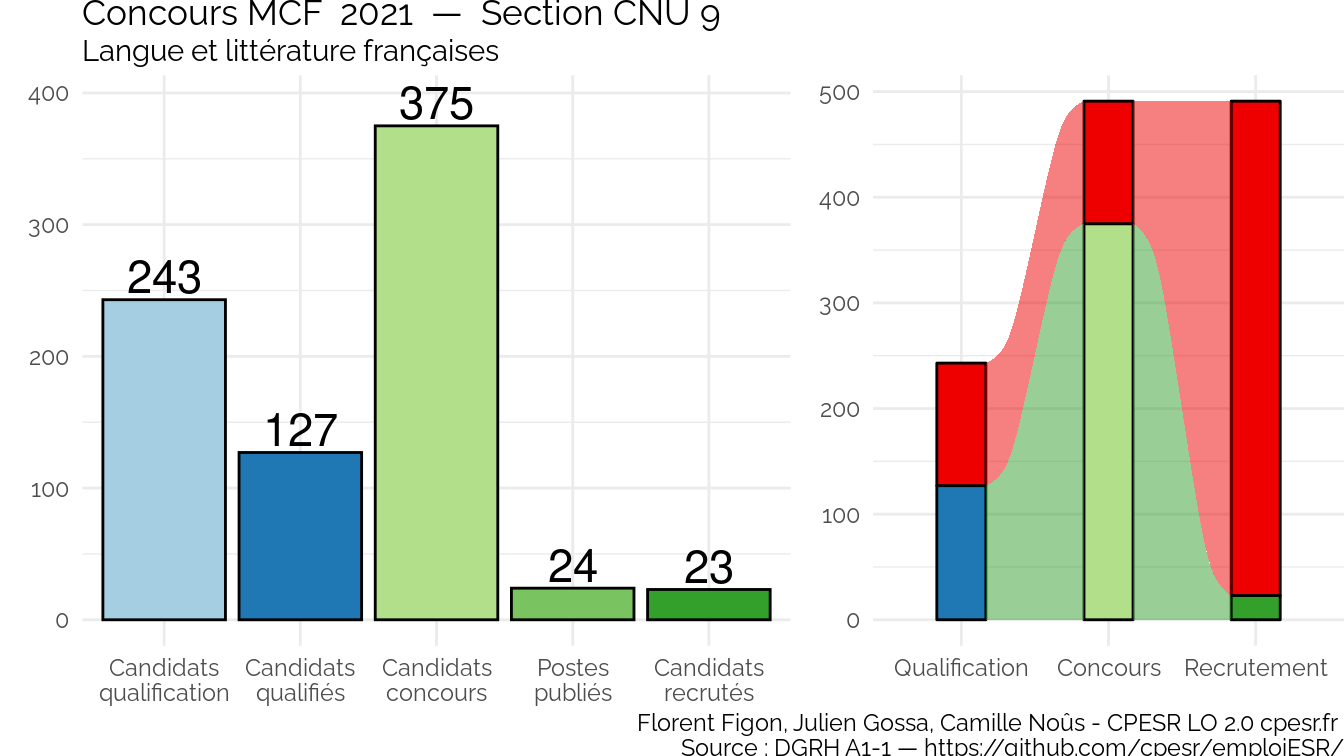 Concours MCF 2021 — Section CNU 9
Langue et littérature françaises
400
300
200
100
0
243
127
375
24
23
Candidats qualification
Candidats qualifiés
Candidats concours
Postes publiés
Candidats recrutés
500
400
300
200
100
0
Qualification
Concours
Recrutement
Florent Figon, Julien Gossa, Camille Noûs - CPESR LO 2.0 cpesr.fr
Source : DGRH A1-1 — https://github.com/cpesr/emploiESR/